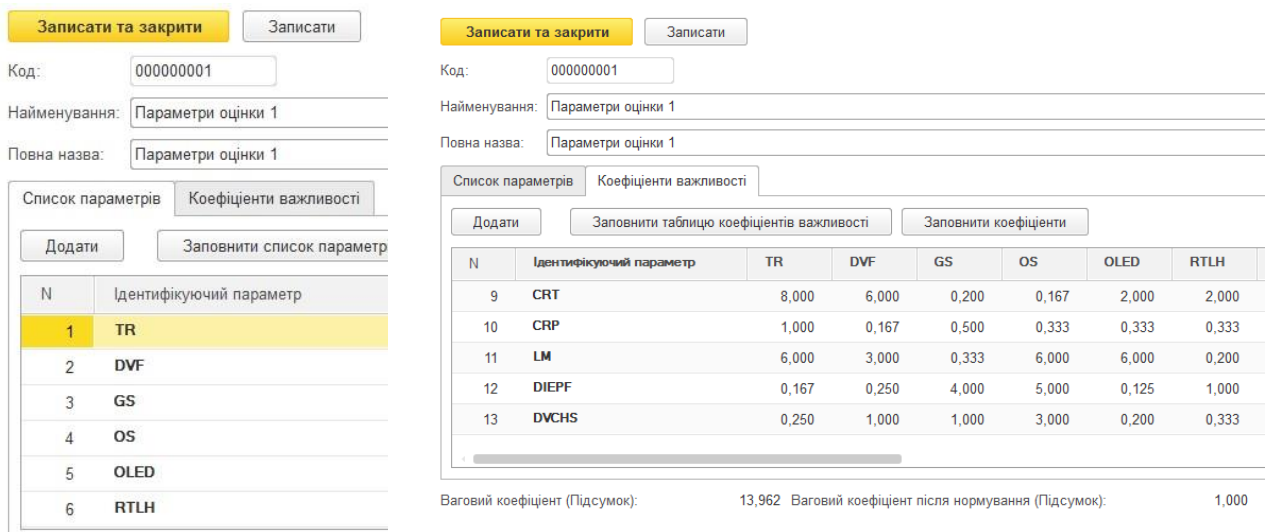 Записати та закрити Записати
Код: 000000001
Найменування: Параметри оцінки 1
Повна назва: Параметри оцінки 1
Список параметрів Коефіцієнти важливості
Додати Заповнити список параметр
N Ідентифікуючий параметр
1 TR
2 DVF
3 GS
4 OS
5 OLED
6 RTLH
Записати та закрити Записати
Код: 000000001
Найменування: Параметри оцінки 1
Повна назва: Параметри оцінки 1
Список параметрів Коефіцієнти важливості
Додати Заповнити таблицю коефіцієнтів важливості Заповнити коефіцієнти
N Ідентифікуючий параметр TR DVF GS OS OLED RTLH
9 CRT 8,000 6,000 0,200 0,167 2,000 2,000
10 CRP 1,000 0,167 0,500 0,333 0,333 0,333
11 LM 6,000 3,000 0,333 6,000 6,000 0,200
12 DIEPF 0,167 0,250 4,000 5,000 0,125 1,000
13 DVCHS 0,250 1,000 1,000 3,000 0,200 0,333
Ваговий коефіцієнт (Підсумок): 13,962 Ваговий коефіцієнт після нормування (Підсумок): 1,000